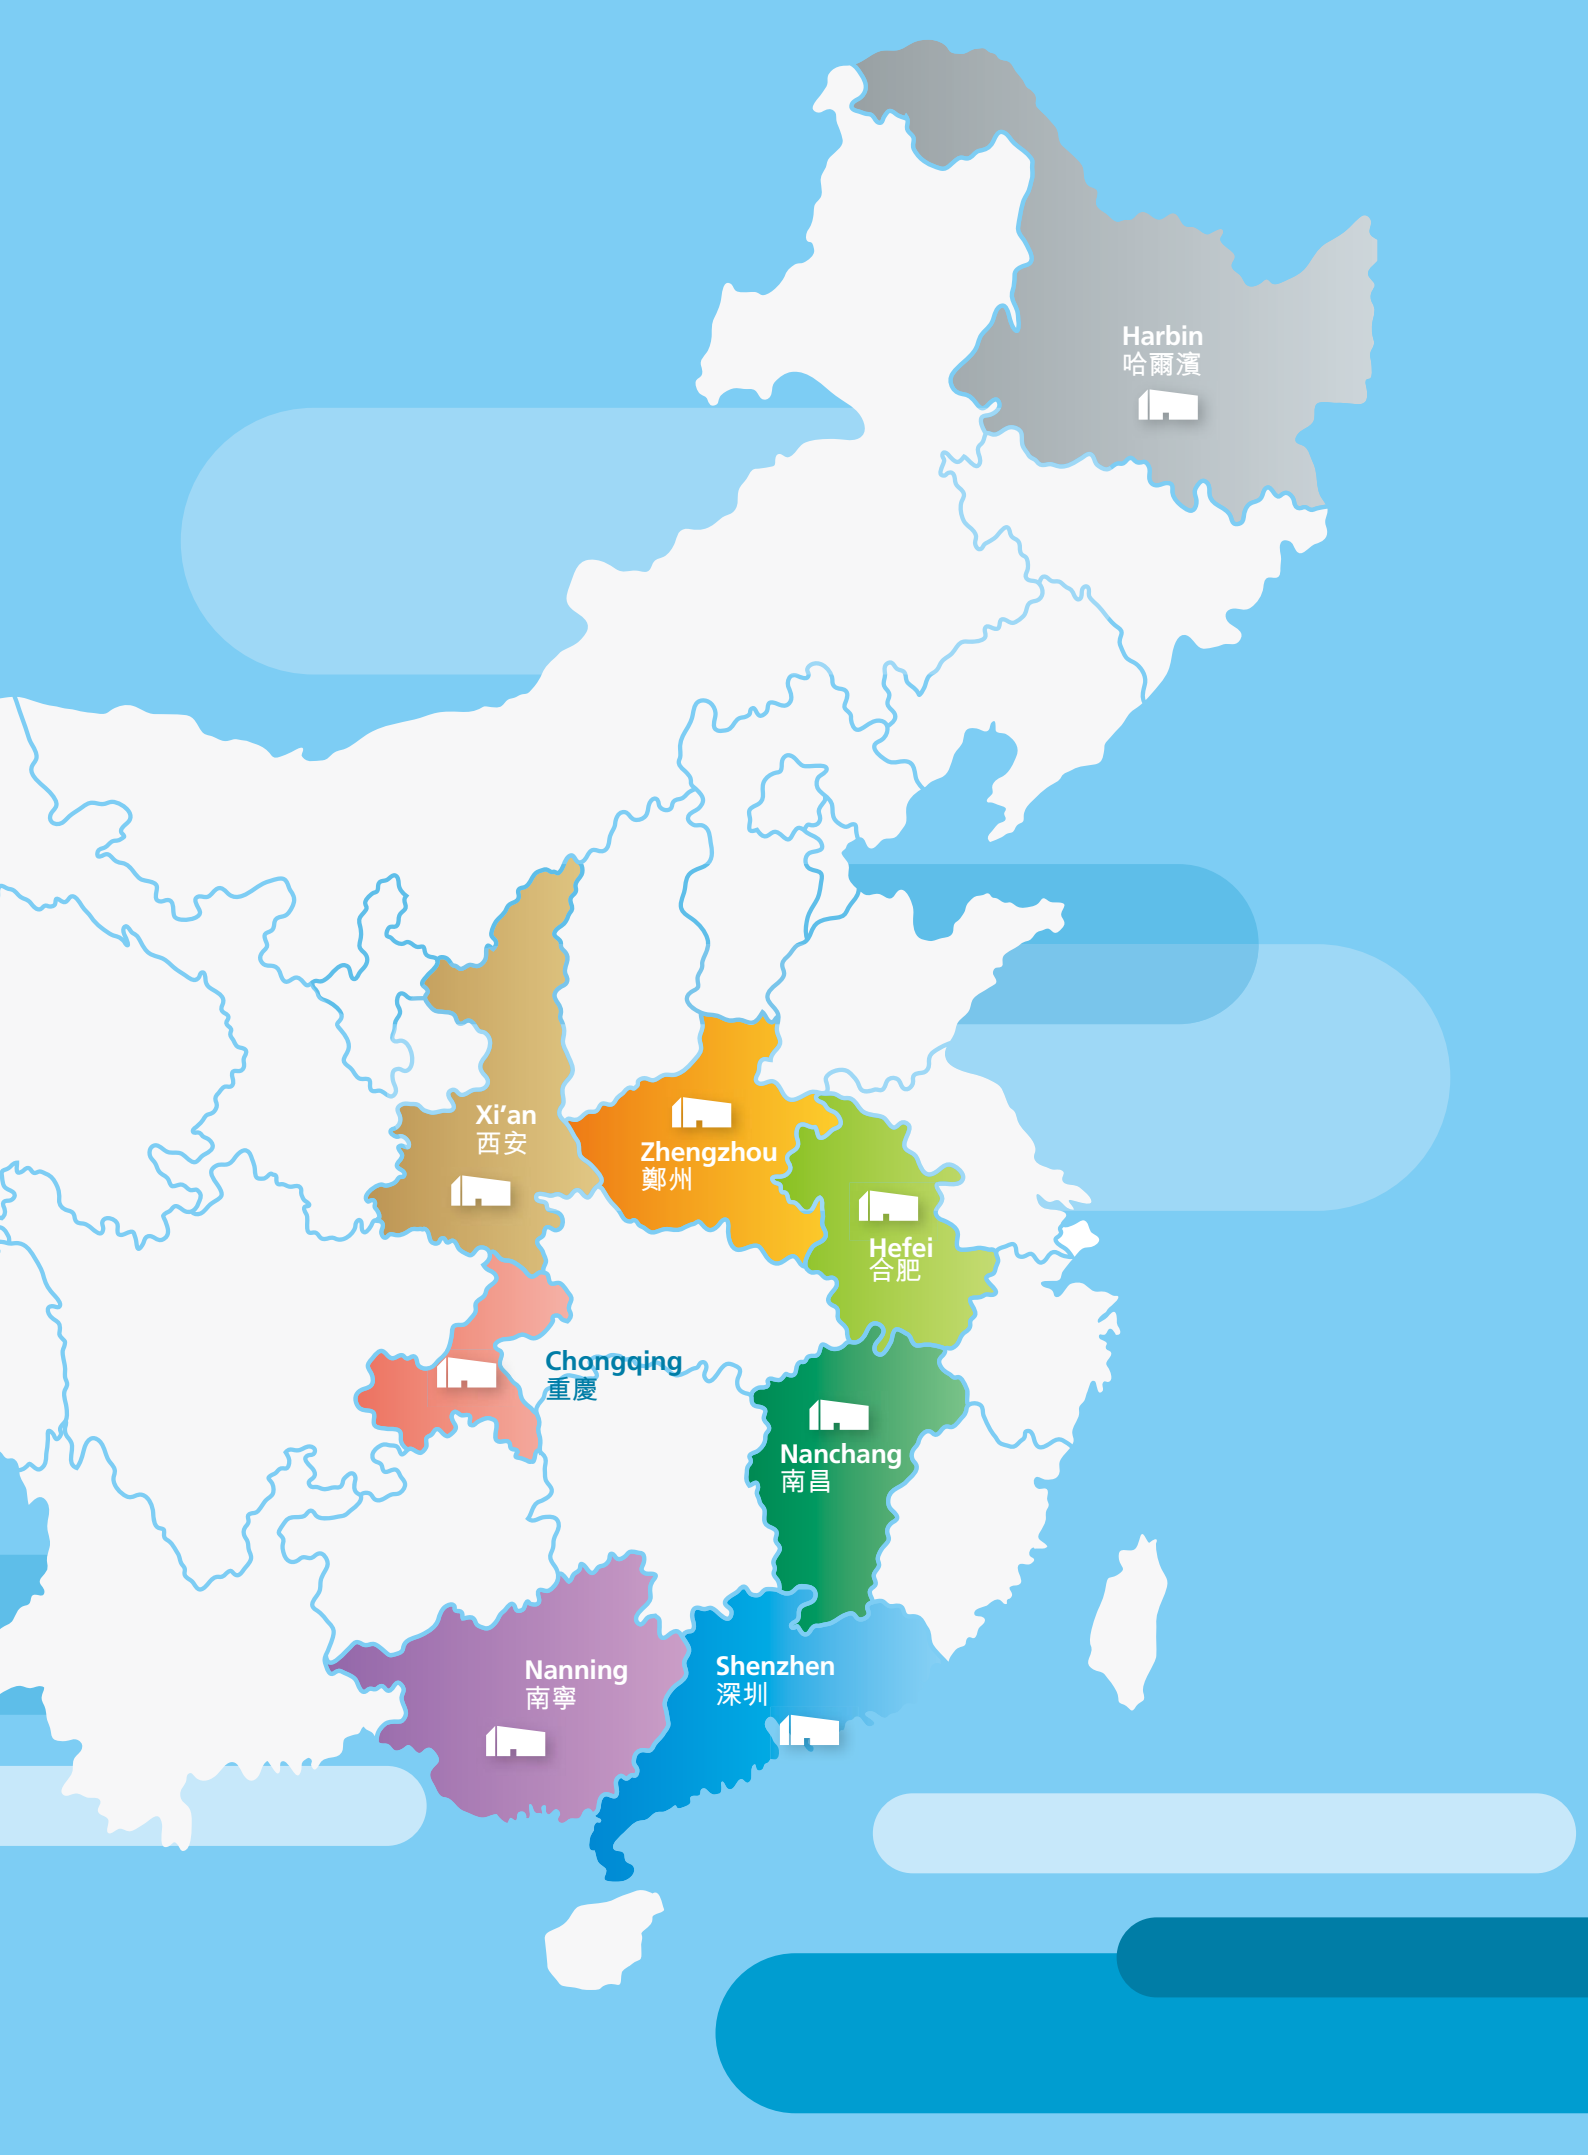 Harbin
哈爾濱
Xi’an
西安
Zhengzhou
鄭州
Hefei
合肥
Chongqing
重慶
Nanchang
南昌
Nanning
南寧
Shenzhen
深圳